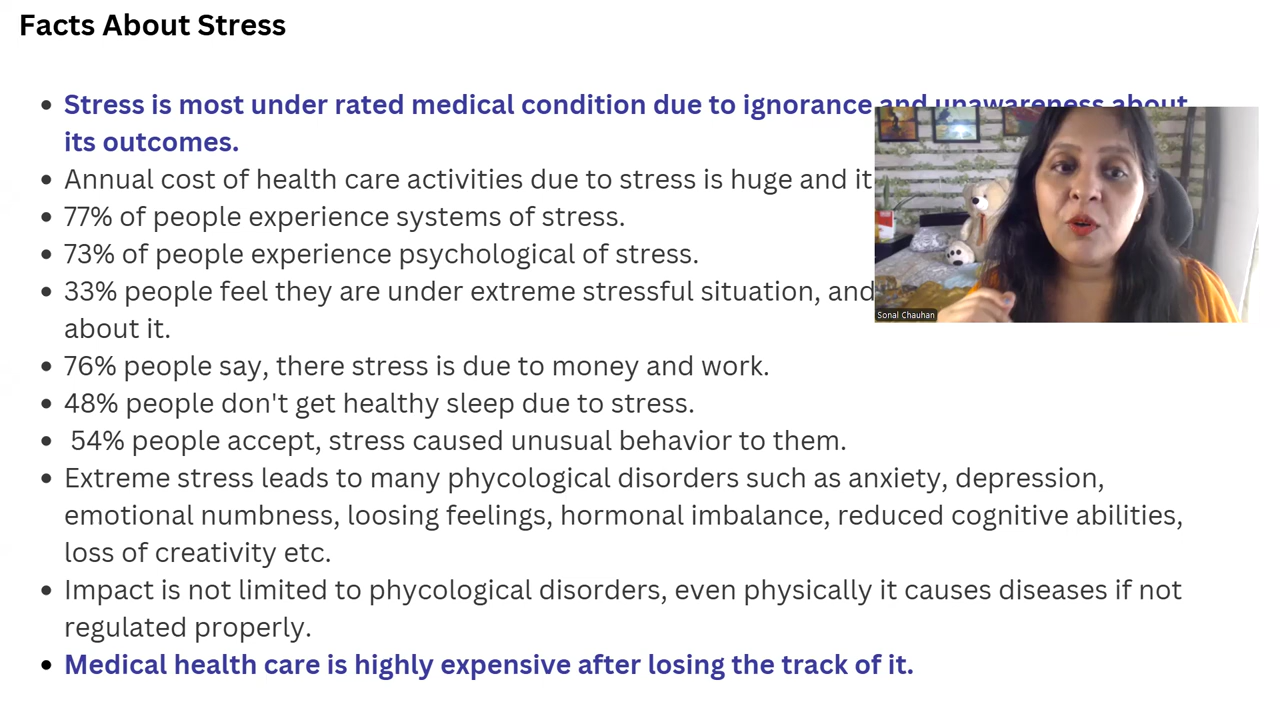 Facts About Stress
• Stress is most under rated medical condition due to ignorance and unawareness about
its outcomes.
• Annual cost of health care activities due to stress is huge and it
• 77% of people experience systems of stress.
• 73% of people experience psychological of stress.
• 33% people feel they are under extreme stressful situation, and
about it.
• 76% people say, there stress is due to money and work.
• 48% people don't get healthy sleep due to stress.
• 54% people accept, stress caused unusual behavior to them.
• Extreme stress leads to many phycological disorders such as anxiety, depression,
emotional numbness, loosing feelings, hormonal imbalance, reduced cognitive abilities,
loss of creativity etc.
• Impact is not limited to phycological disorders, even physically it causes diseases if not
regulated properly.
• Medical health care is highly expensive after losing the track of it.
Sonal Chauhan